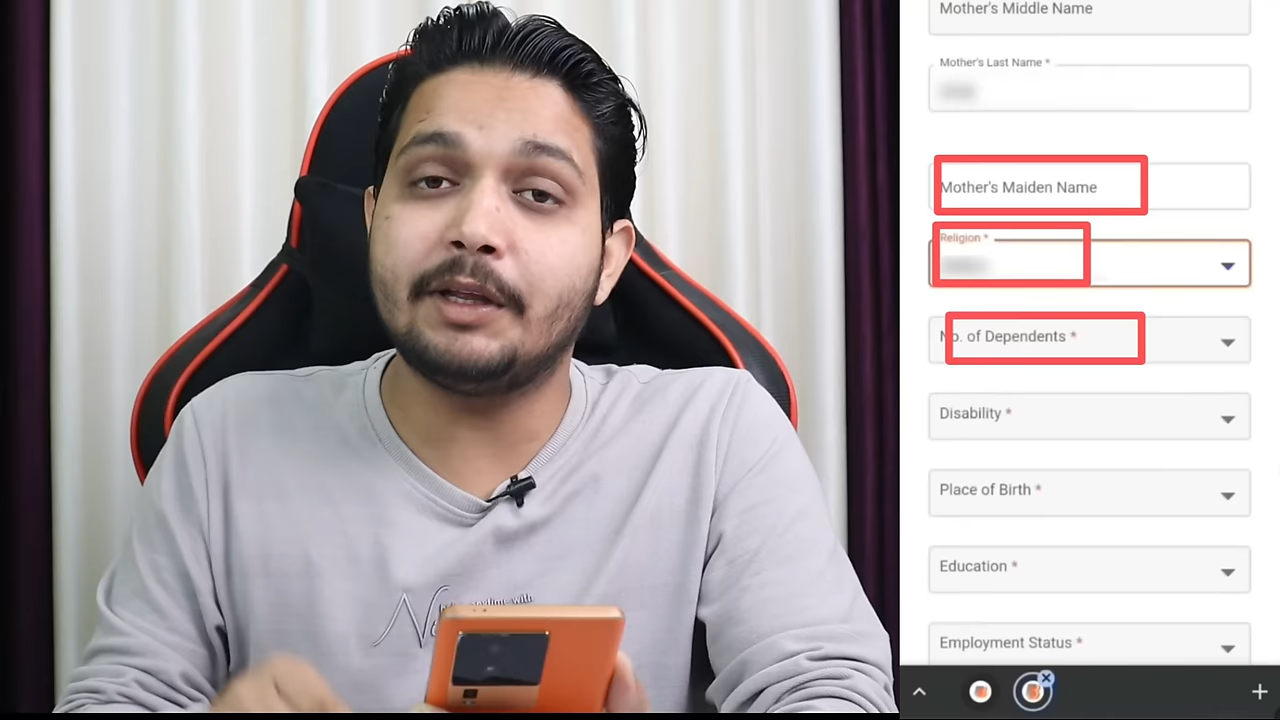 Mother's Middle Name
Mother's Last Name *
Mother's Maiden Name
Religion *
No. of Dependents *
Disability *
Place of Birth *
Education *
Employment Status *